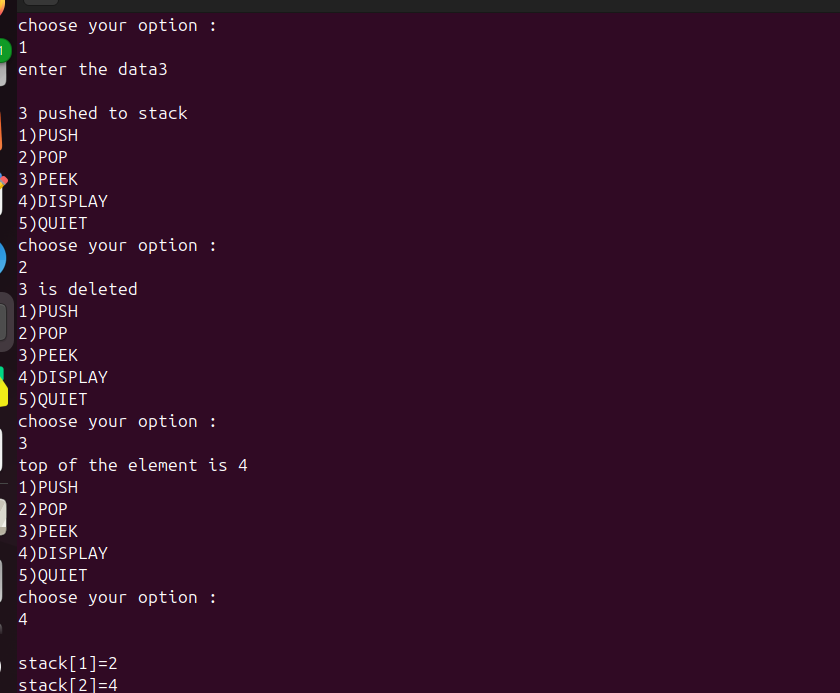 choose your option :
1
enter the data3
3 pushed to stack
1)PUSH
2)POP
3)PEEK
4)DISPLAY
5)QUIET
choose your option :
2
3 is deleted
1)PUSH
2)POP
3)PEEK
4)DISPLAY
5)QUIET
choose your option :
3
top of the element is 4
1)PUSH
2)POP
3)PEEK
4)DISPLAY
5)QUIET
choose your option :
4
stack[1]=2
stack[2]=4